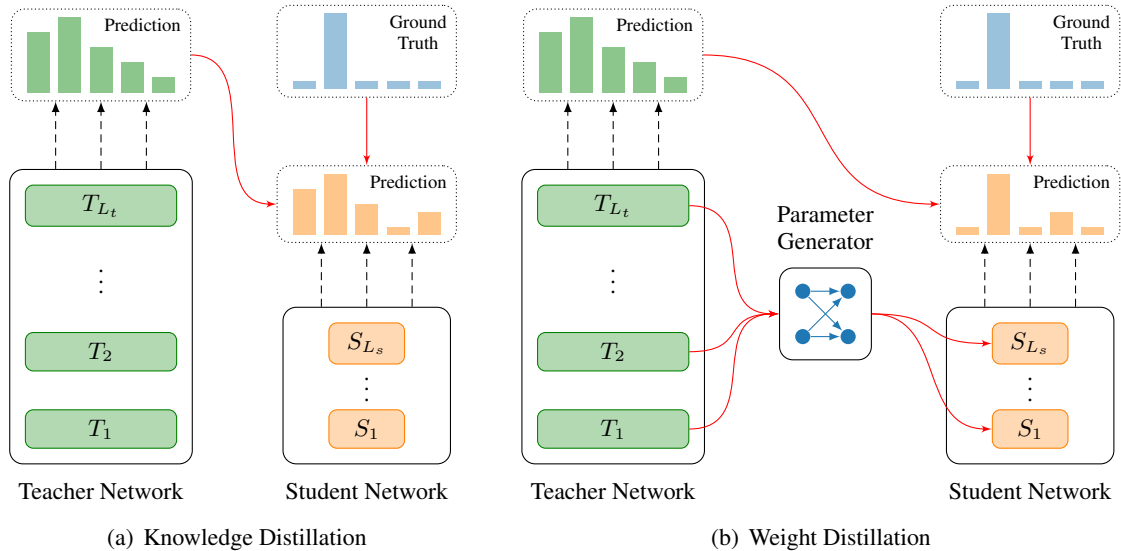 Prediction
Ground
Truth
Prediction
T_{L_t}
⋮
T_2
T_1
S_{L_s}
⋮
S_1
Teacher Network
Student Network
(a) Knowledge Distillation
Prediction
Ground
Truth
Prediction
Parameter
Generator
T_{L_t}
⋮
T_2
T_1
S_{L_s}
⋮
S_1
Teacher Network
Student Network
(b) Weight Distillation